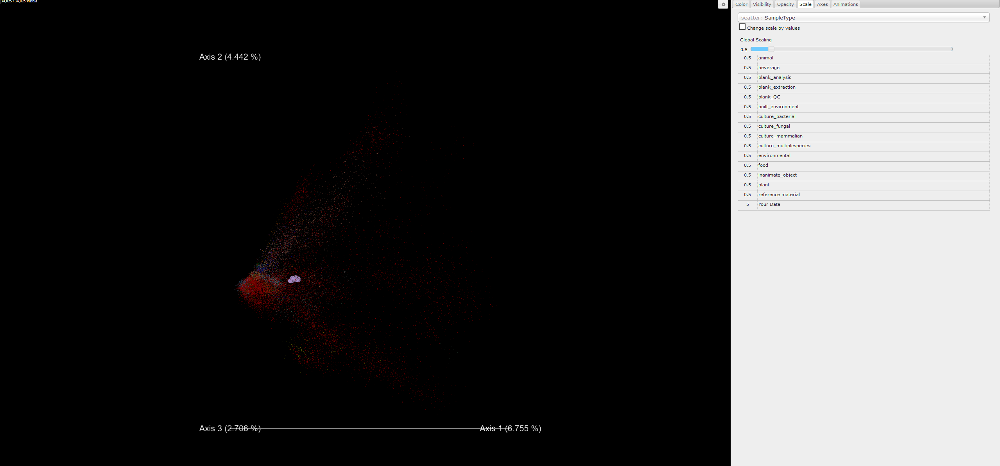 34,025 / 34,025 visible
Color Visibility Opacity Scale Axes Animations
scatter: SampleType
Change scale by values
Global Scaling
0.5
0.5 animal
0.5 beverage
0.5 blank_analysis
0.5 blank_extraction
0.5 blank_QC
0.5 built_environment
0.5 culture_bacterial
0.5 culture_fungal
0.5 culture_mammalian
0.5 culture_multiplespecies
0.5 environmental
0.5 food
0.5 inanimate_object
0.5 plant
0.5 reference material
5 Your Data
Axis 2 (4.442 %)
Axis 3 (2.706 %)
Axis 1 (6.755 %)